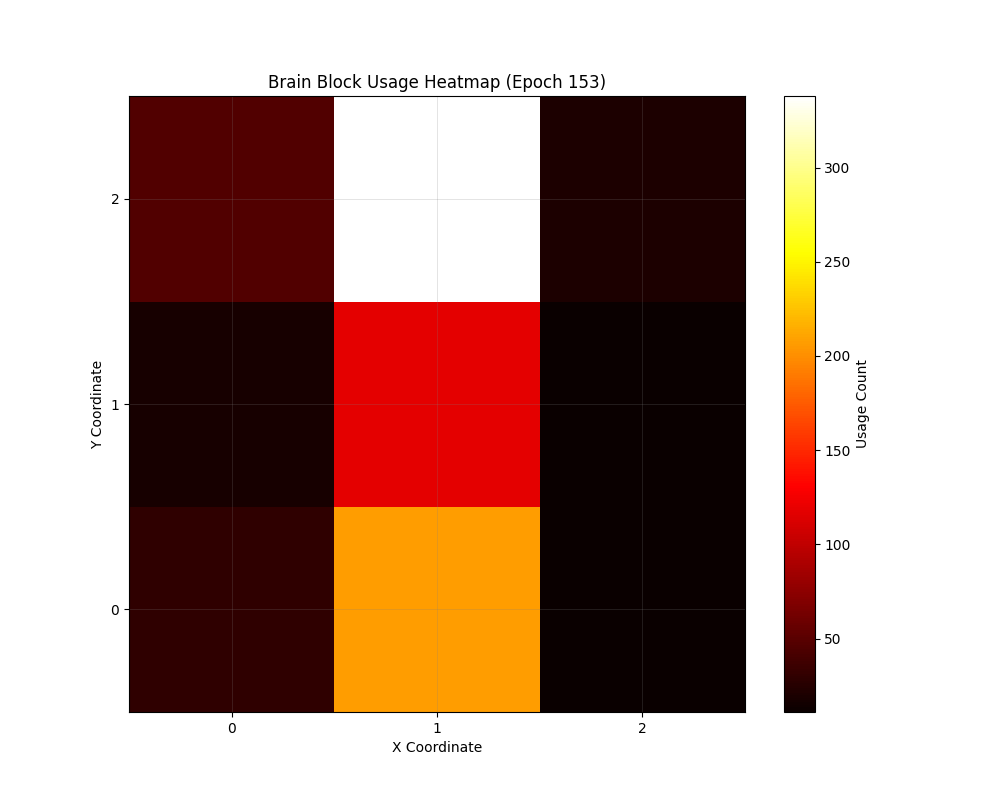 Brain Block Usage Heatmap (Epoch 153)
2
1
0
Y Coordinate
0 1 2
X Coordinate
300
250
200
150
100
50
Usage Count